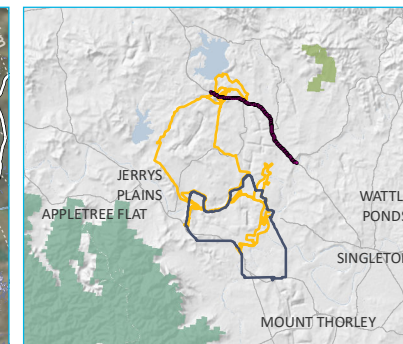 JERRYS
PLAINS
APPLETREE FLAT
WATTL
PONDS
SINGLETO
MOUNT THORLEY